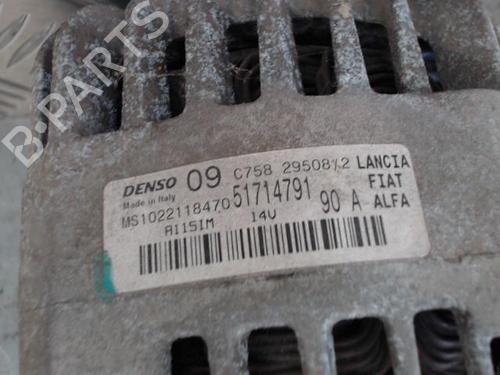 B-PARTS
DENSO 09 C758 2950812 LANCIA
Made in Italy 51714791 FIAT
MS1022118470 90 A ALFA
A115IM 14V